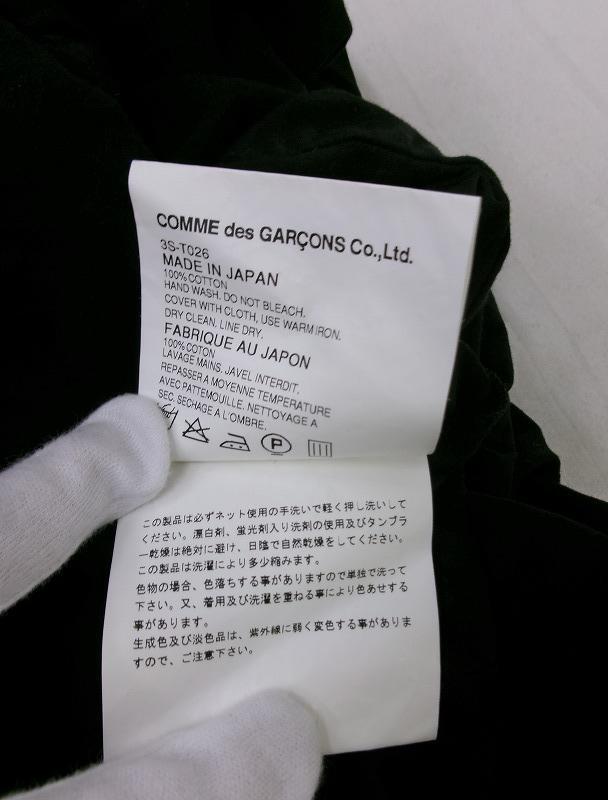 COMME des GARÇONS Co.,Ltd.
3S-T026
MADE IN JAPAN
100% COTTON
HAND WASH. DO NOT BLEACH.
COVER WITH CLOTH, USE WARM IRON.
DRY CLEAN. LINE DRY.
FABRIQUE AU JAPON
100% COTON
LAVAGE MAINS. JAVEL INTERDIT.
REPASSER A MOYENNE TEMPERATURE
AVEC PATTEMOUILLE. NETTOYAGE A
SEC. SECHAGE A L'OMBRE.
P
この製品は必ずネット使用の手洗いで軽く押し洗いして
ください。漂白剤、蛍光剤入り洗剤の使用及びタンブラ
ー乾燥は絶対に避け、日陰で自然乾燥をしてください。
この製品は洗濯により多少縮みます。
色物の場合、色落ちする事がありますので単独で洗って
下さい。又、着用及び洗濯を重ねる事により色あせする
事があります。
生成色及び淡色品は、紫外線に弱く変色する事がありま
すので、ご注意下さい。